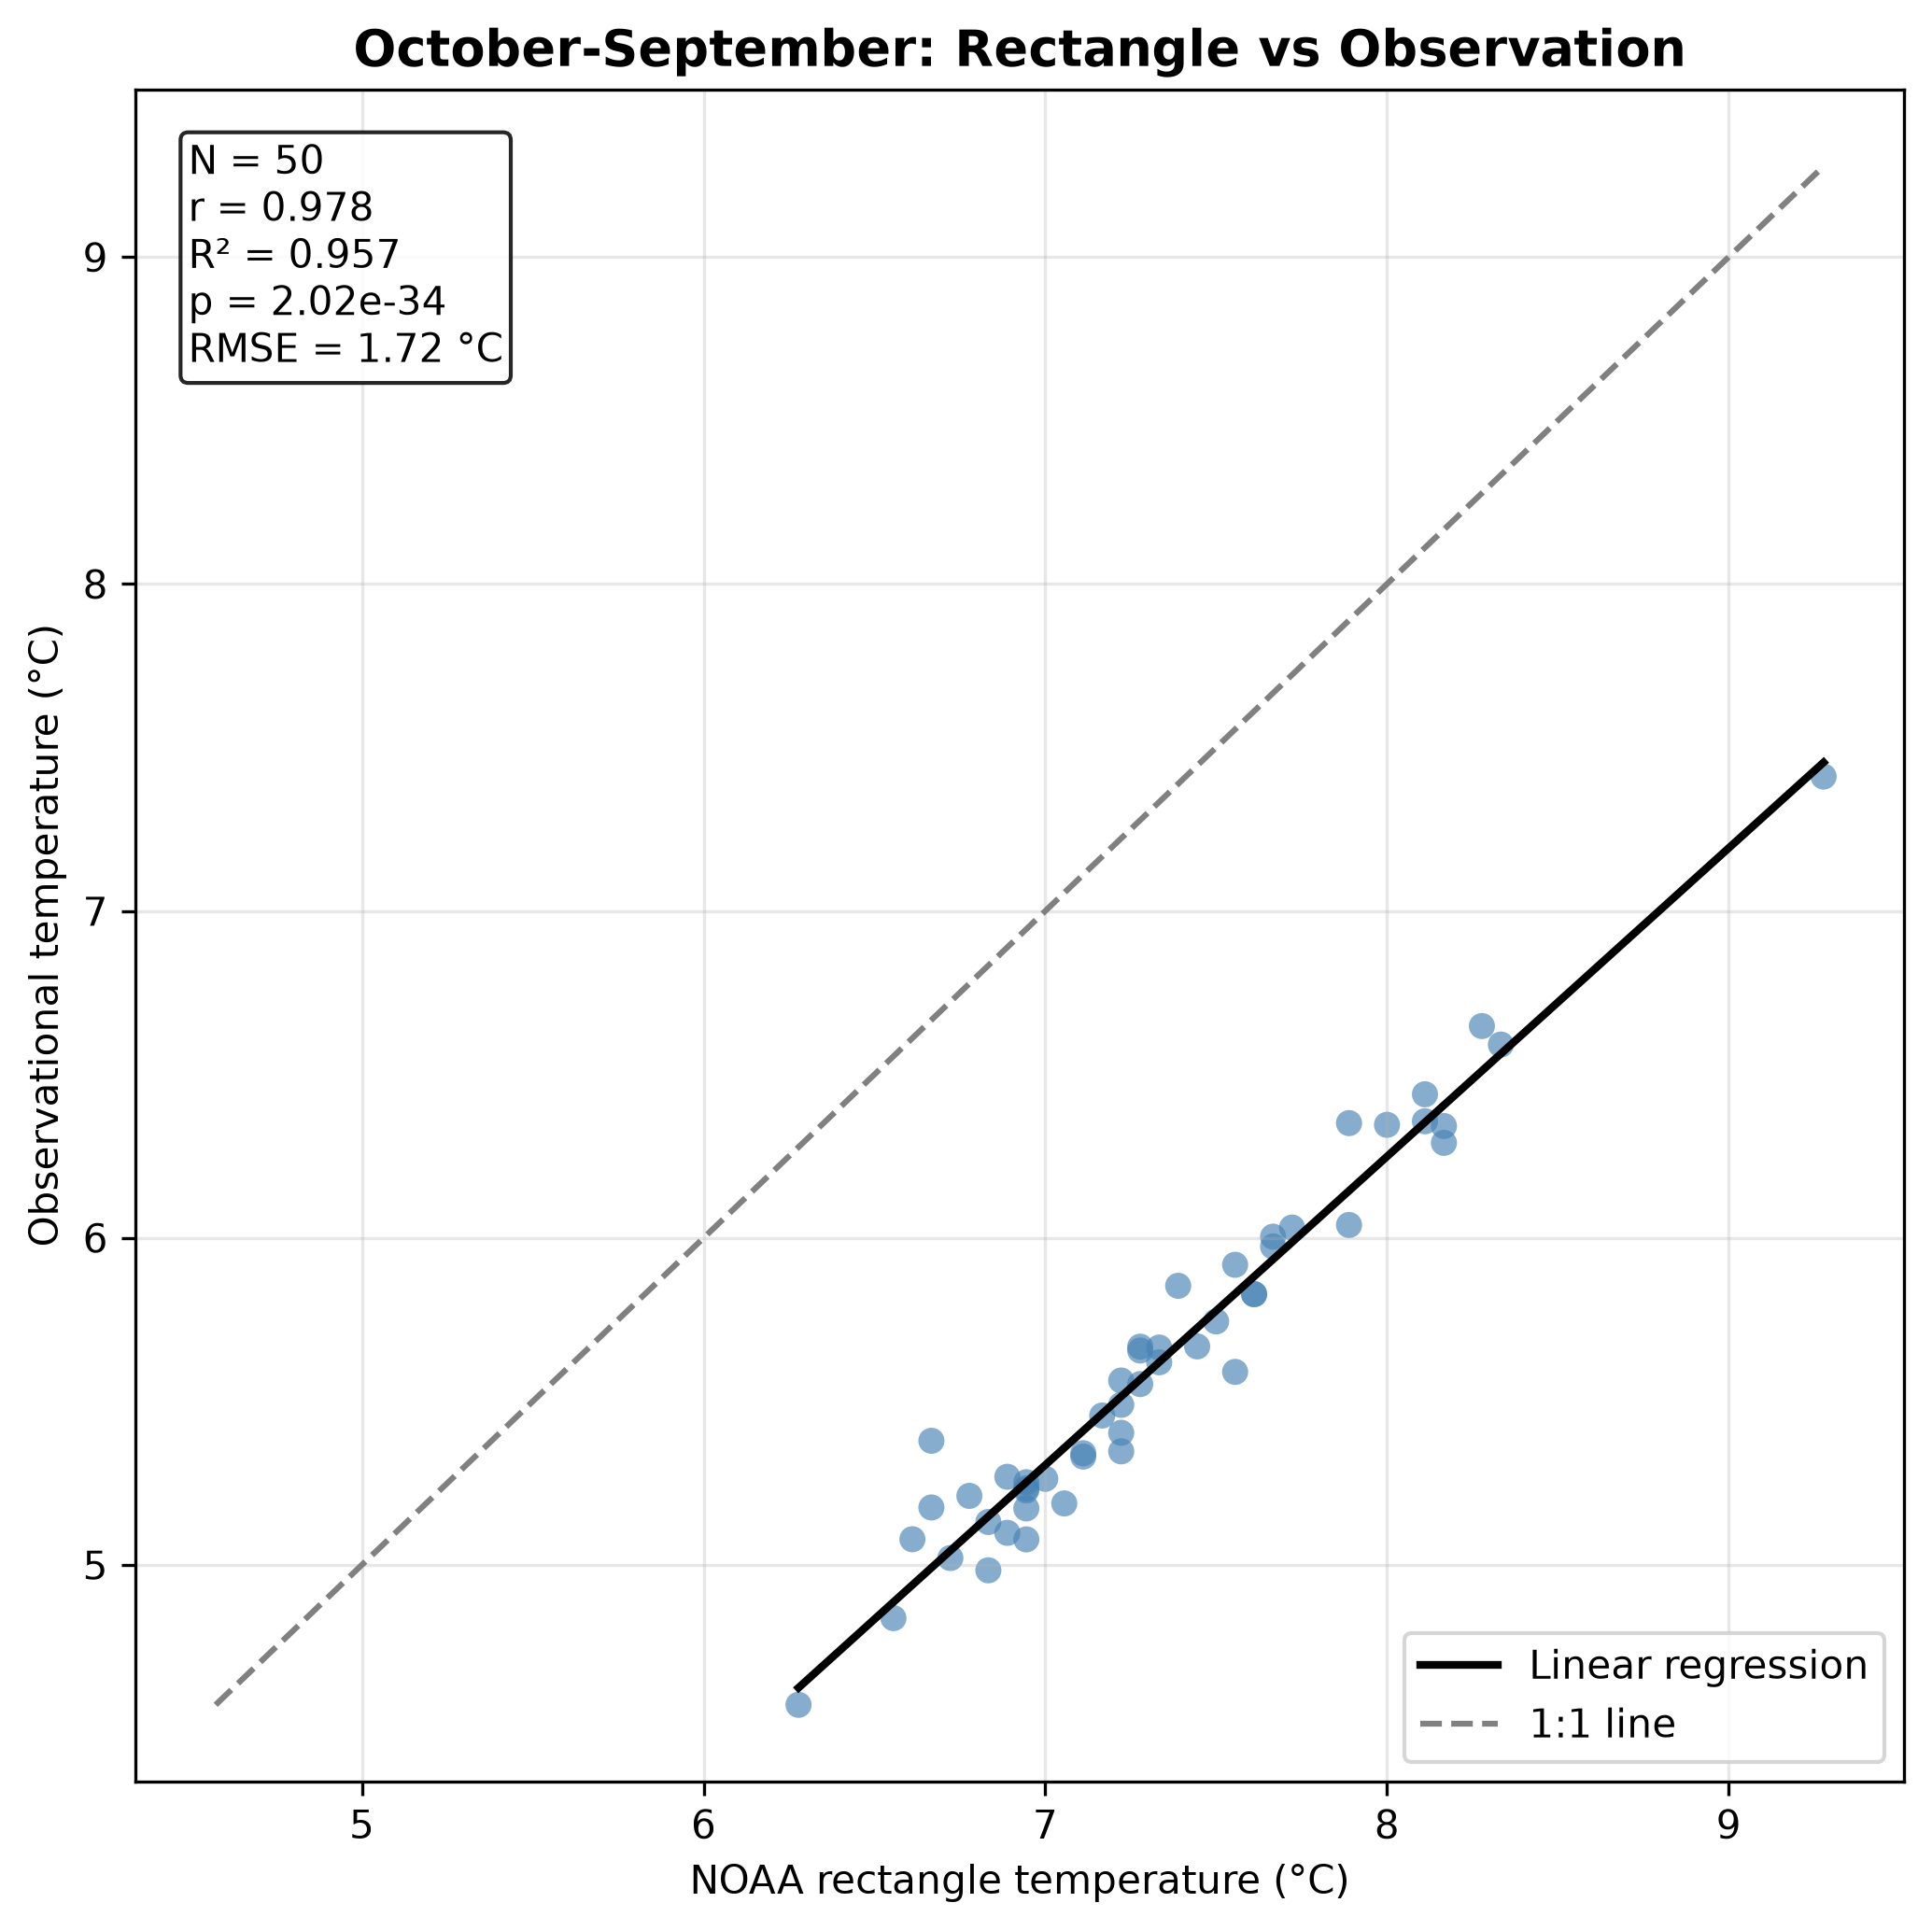 October-September: Rectangle vs Observation
N = 50
r = 0.978
R² = 0.957
p = 2.02e-34
RMSE = 1.72 °C
9
8
7
6
5
Observational temperature (°C)
Linear regression
1:1 line
5
6
7
8
9
NOAA rectangle temperature (°C)